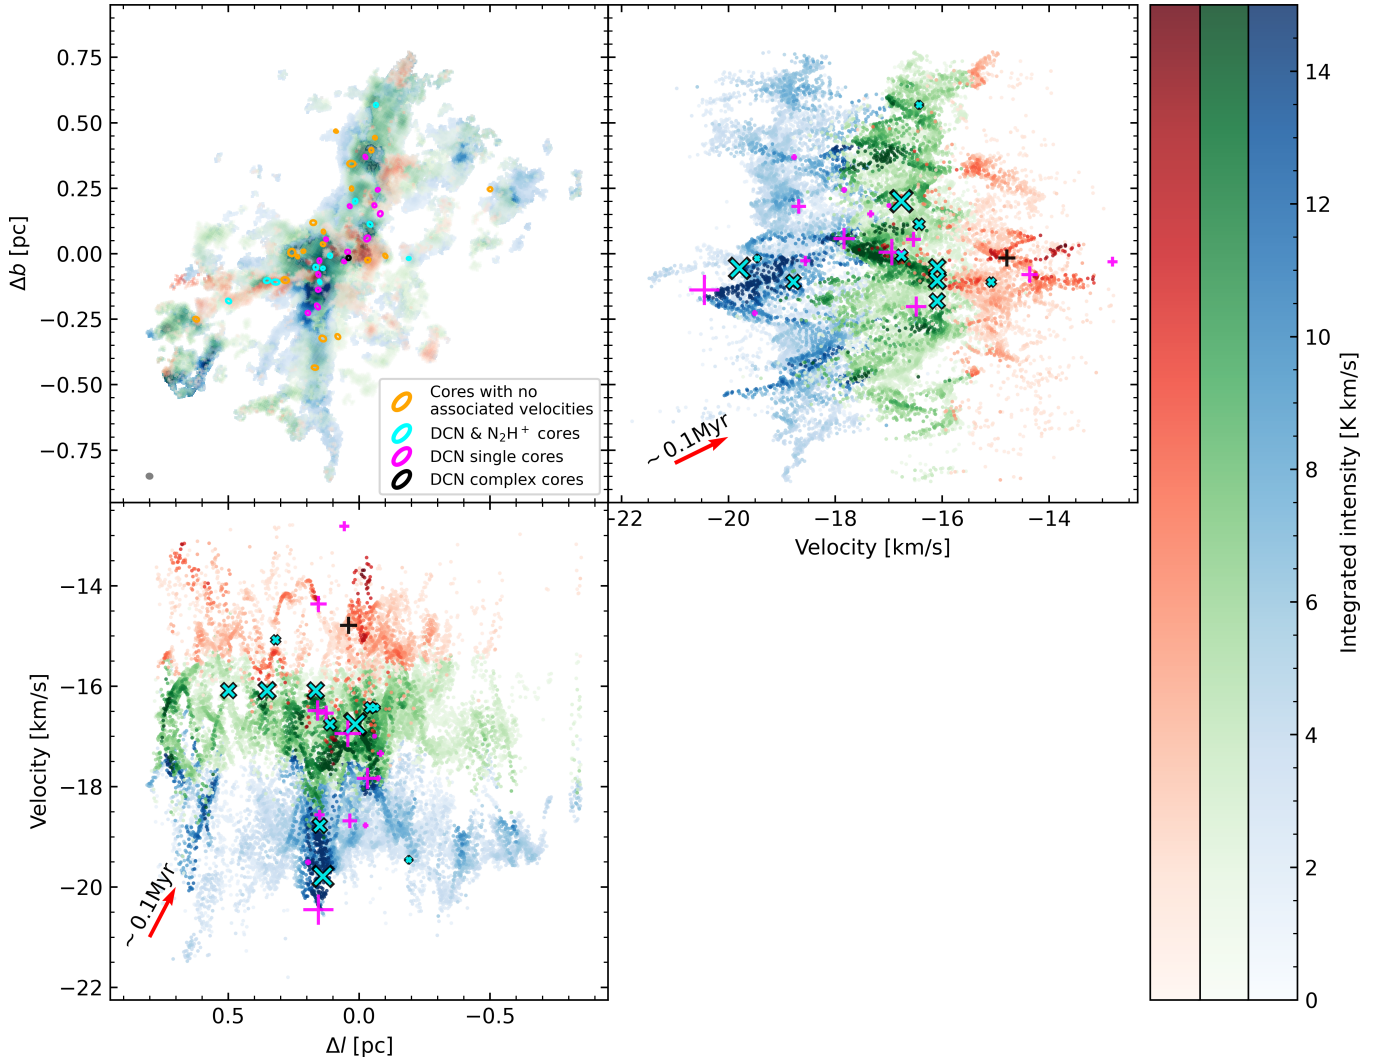 0.75
0.50
0.25
0.00
−0.25
−0.50
−0.75
Δb [pc]
Cores with no
associated velocities
DCN & N₂H⁺ cores
DCN single cores
DCN complex cores
~ 0.1Myr
−22
−20
−18
−16
−14
Velocity [km/s]
−14
−16
−18
−20
−22
Velocity [km/s]
~ 0.1Myr
0.5
0.0
−0.5
Δl [pc]
14
12
10
8
6
4
2
0
Integrated intensity [K km/s]